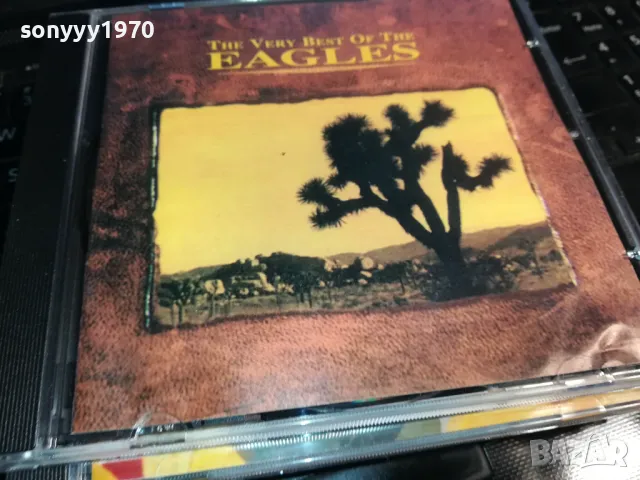 sonyyy1970
THE VERY BEST OF THE
EAGLES
BAZAR